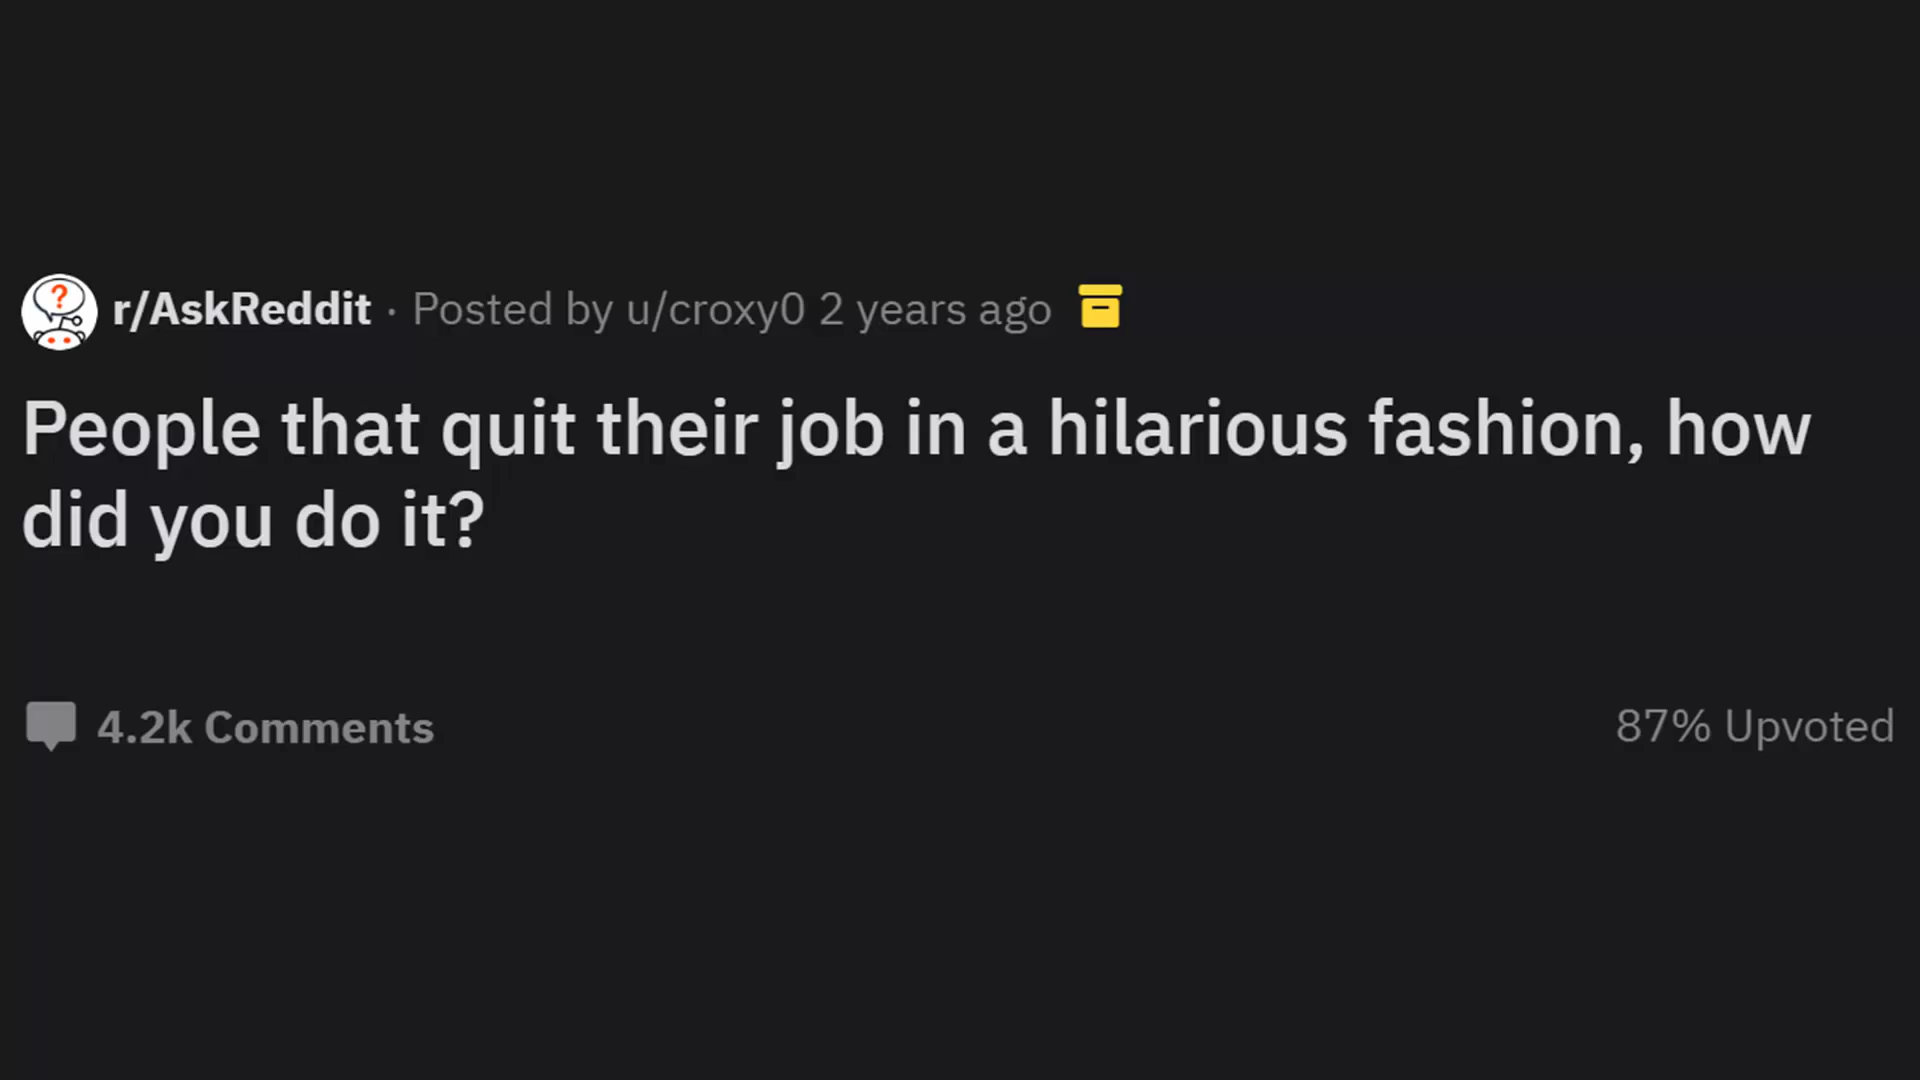 r/AskReddit · Posted by u/croxy0 2 years ago
People that quit their job in a hilarious fashion, how
did you do it?
4.2k Comments
87% Upvoted